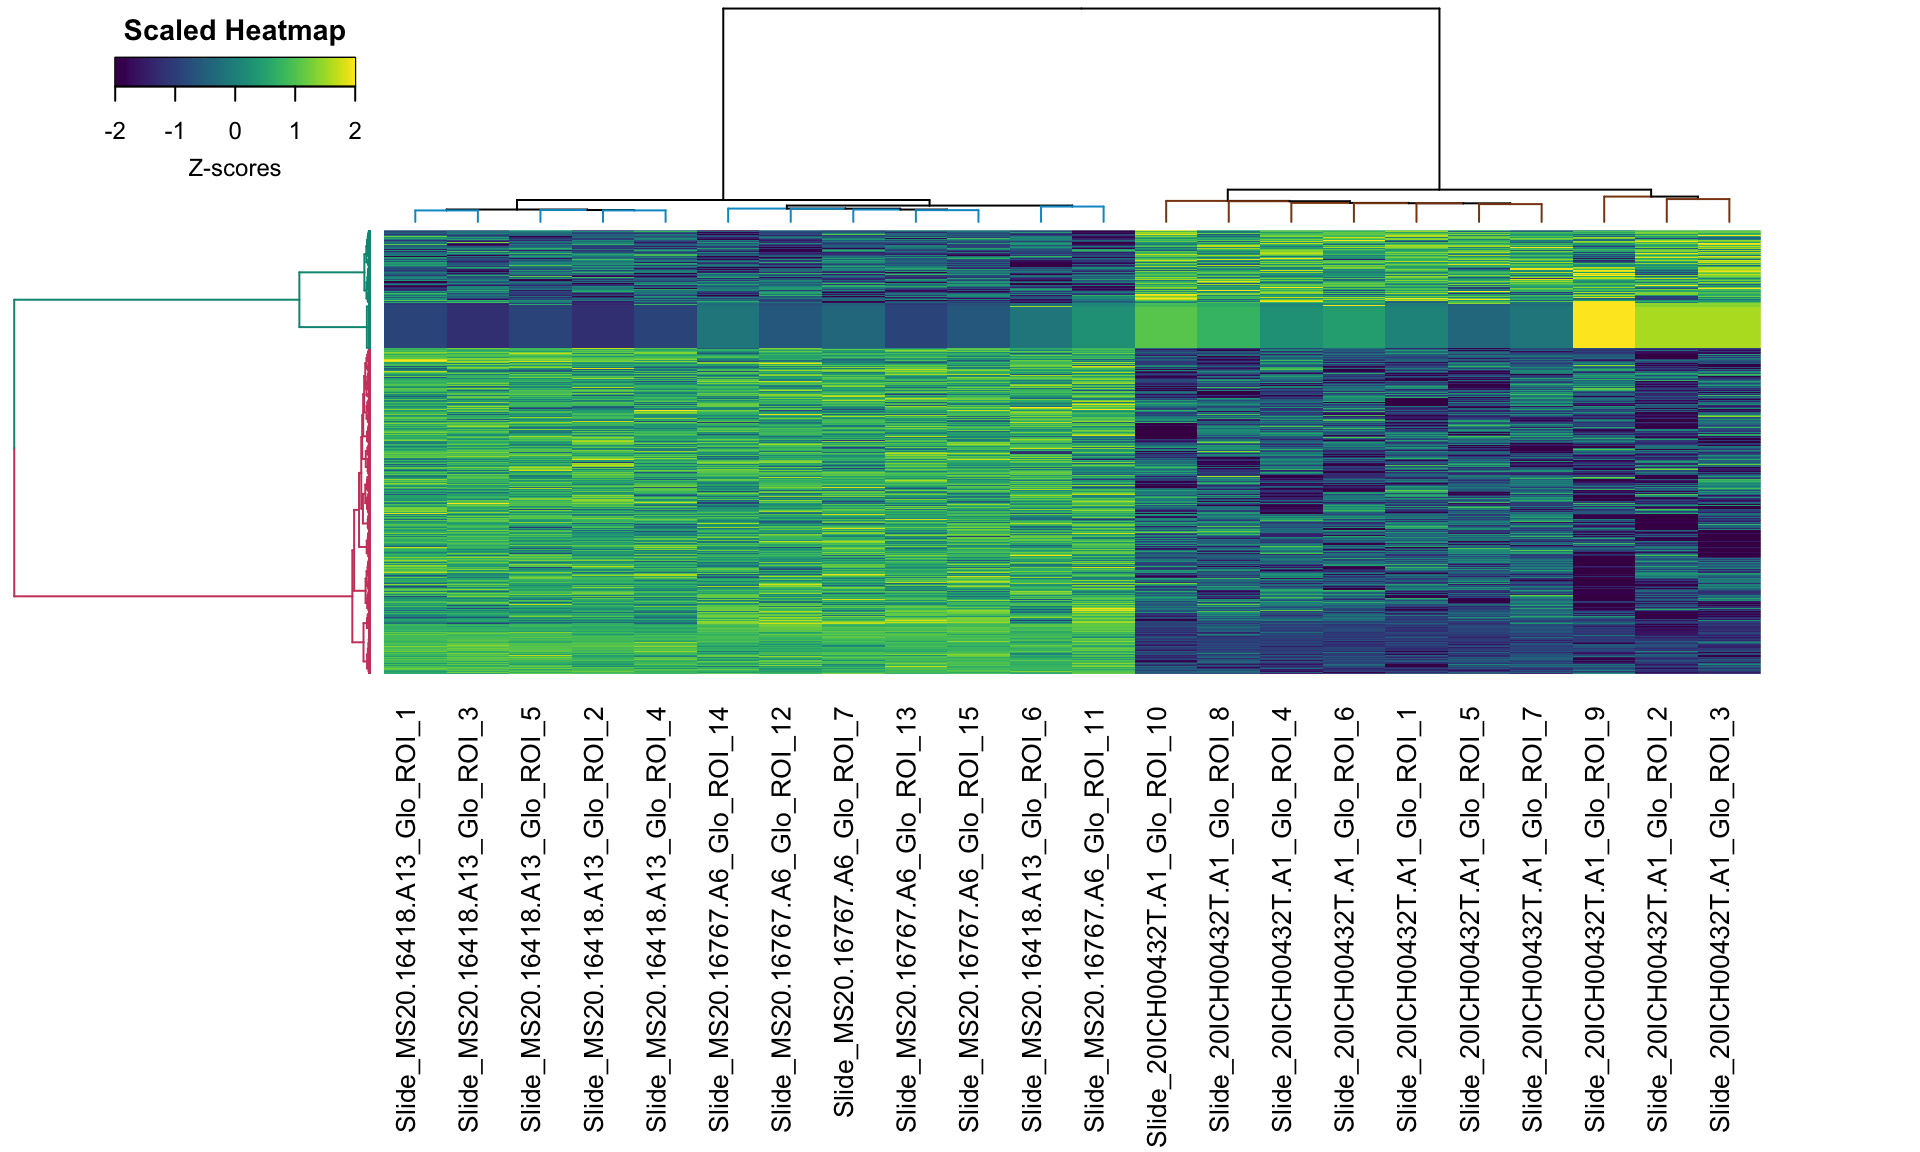 Scaled Heatmap
-2 -1 0 1 2
Z-scores
Slide_MS20.16418.A13_Glo_ROI_1
Slide_MS20.16418.A13_Glo_ROI_3
Slide_MS20.16418.A13_Glo_ROI_5
Slide_MS20.16418.A13_Glo_ROI_2
Slide_MS20.16418.A13_Glo_ROI_4
Slide_MS20.16767.A6_Glo_ROI_14
Slide_MS20.16767.A6_Glo_ROI_12
Slide_MS20.16767.A6_Glo_ROI_7
Slide_MS20.16767.A6_Glo_ROI_13
Slide_MS20.16767.A6_Glo_ROI_15
Slide_MS20.16418.A13_Glo_ROI_6
Slide_MS20.16767.A6_Glo_ROI_11
Slide_20ICH00432T.A1_Glo_ROI_10
Slide_20ICH00432T.A1_Glo_ROI_8
Slide_20ICH00432T.A1_Glo_ROI_4
Slide_20ICH00432T.A1_Glo_ROI_6
Slide_20ICH00432T.A1_Glo_ROI_1
Slide_20ICH00432T.A1_Glo_ROI_5
Slide_20ICH00432T.A1_Glo_ROI_7
Slide_20ICH00432T.A1_Glo_ROI_9
Slide_20ICH00432T.A1_Glo_ROI_2
Slide_20ICH00432T.A1_Glo_ROI_3